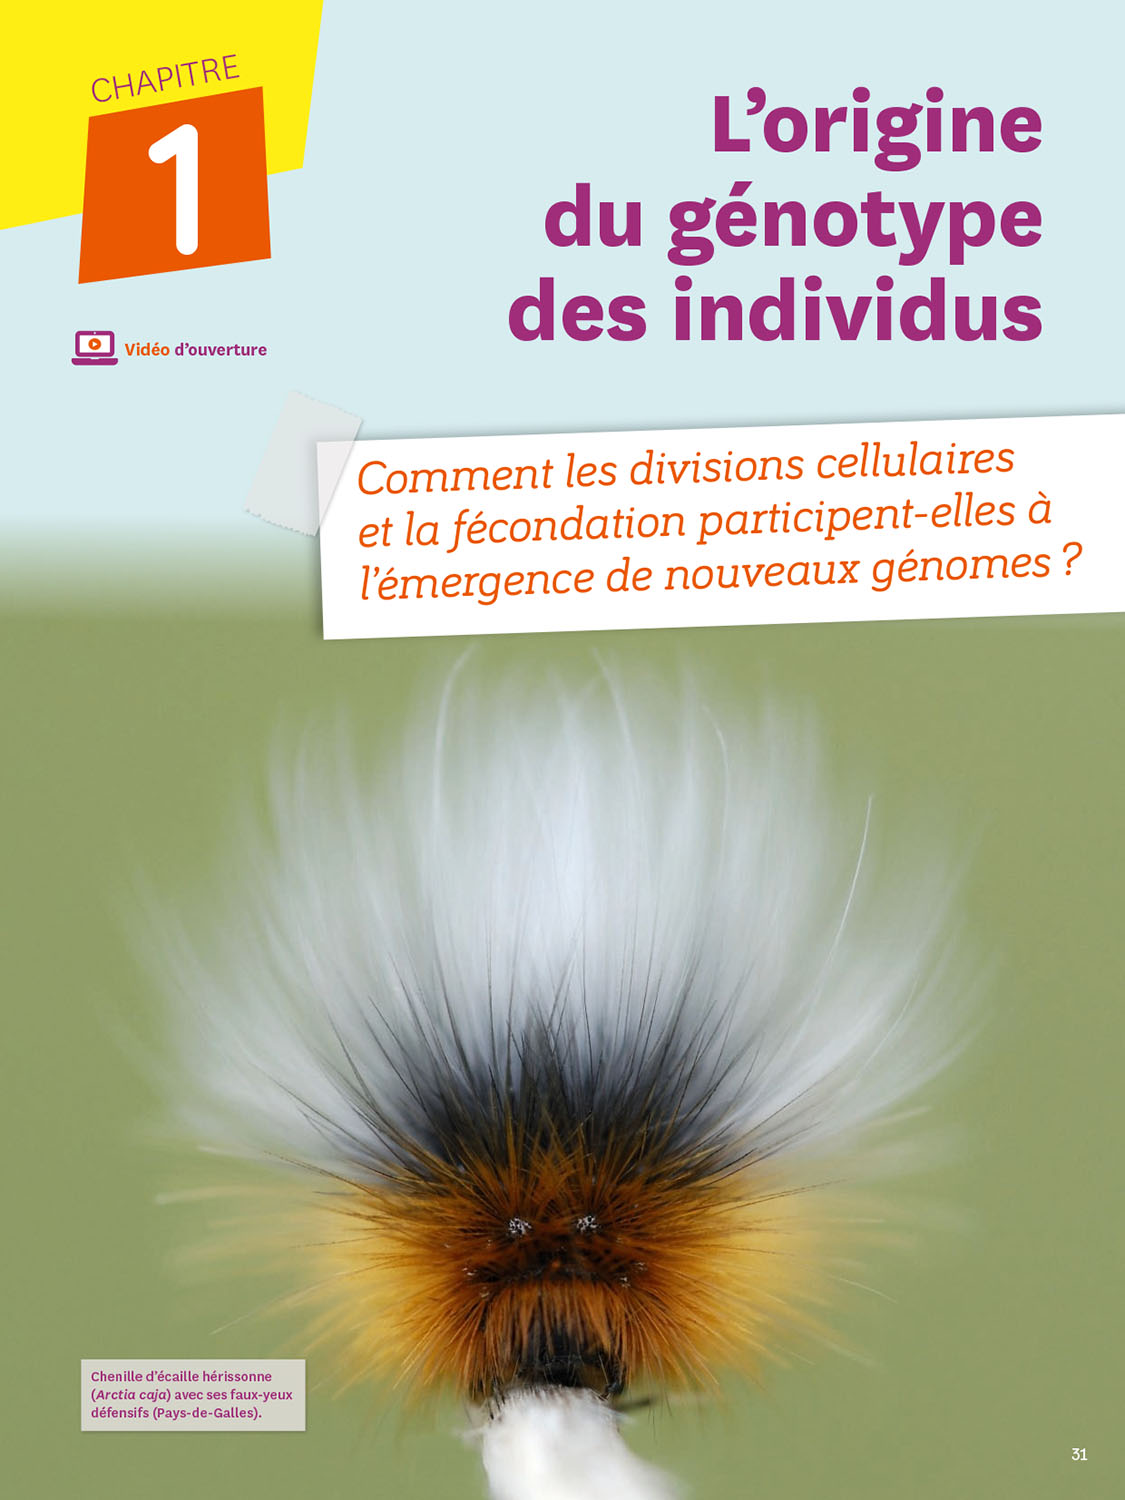 CHAPITRE
1
L’origine
du génotype
des individus
Vidéo d’ouverture
Comment les divisions cellulaires
et la fécondation participent-elles à
l’émergence de nouveaux génomes ?
Chenille d’écaille hérissonne
(Arctia caja) avec ses faux-yeux
défensifs (Pays-de-Galles).
31